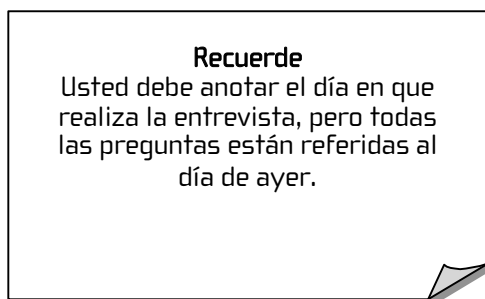 Recuerde
Usted debe anotar el día en que
realiza la entrevista, pero todas
las preguntas están referidas al
día de ayer.